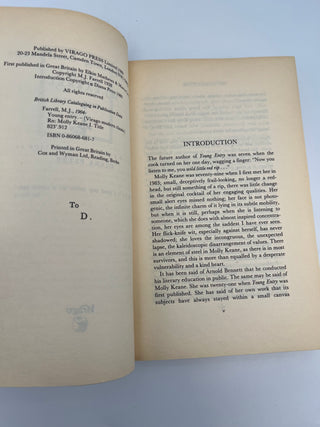 Published by VIRAGO PRESS Limited
20-23 Mandela Street, Camden Town, London
First published in Great Britain by Elkin Mathews &
Copyright M.J. Farrell
Introduction Copyright © Diana Petre
All rights reserved
British Library Cataloguing in Publication Data
Farrell, M.J., 1904-
Young entry.—(Virago modern classics)
I. Title
Ra: Molly Keane
823'.912
ISBN 0-86068-681-7
Printed in Great Britain by
Cox and Wyman Ltd, Reading, Berks
To
D.
Virago
INTRODUCTION
The future author of Young Entry was seven when the
cook turned on her one day, wagging a finger: "Now you
listen to me, you wold little rip . . ."
Molly Keane was seventy-nine when I first met her in
1983; small, deceptively frail-looking, no longer a red-
head, but still something of a rip, there was little change
in the original cocktail of her engaging qualities. Her
small alert eyes missed nothing; her face is not phono-
genic, the infinite charm of it lying in its subtle mobility,
but when it is still, perhaps when she is listening to
someone, which she does with almost inspired concentra-
tion, her eyes are among the saddest I have ever seen.
Her flick-knife wit, especially against herself, has never
shadowed; she loves the incongruous, the unexpected
lapse, the kaleidoscopic disarrangement of values. There
is an element of steel in Molly Keane, as there is in most
survivors, and this is more than equalled by a desperate
vulnerability and a kind heart.
It has been said of Arnold Bennett that he conducted
his literary education in public. The same may be said of
Molly Keane. She was twenty-one when Young Entry was
first published. She has said of her own work that its
subjects have always stayed within a small canvas